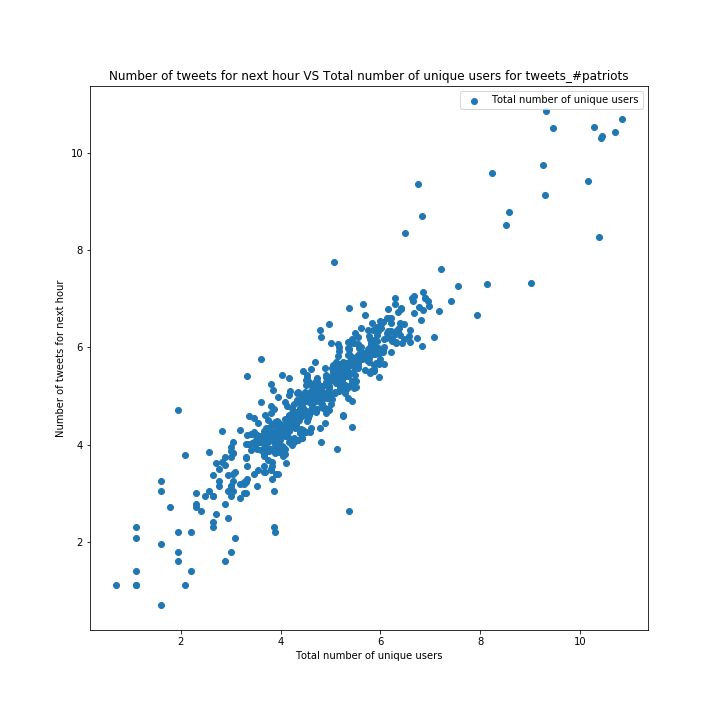 Number of tweets for next hour VS Total number of unique users for tweets_#patriots
Total number of unique users
10
8
6
4
2
Number of tweets for next hour
2 4 6 8 10
Total number of unique users